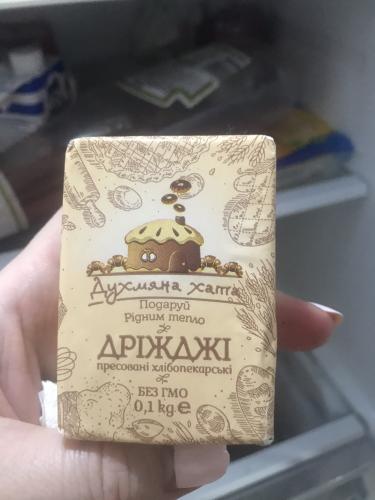 Духмяна хата
Подаруй
Рідним тепло
ДРІЖДЖІ
пресовані хлібопекарські
БЕЗ ГМО
0,1 kg e